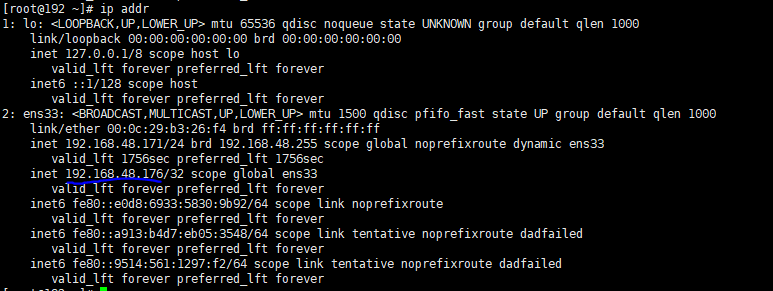 [root@192 ~]# ip addr
1: lo: <LOOPBACK,UP,LOWER_UP> mtu 65536 qdisc noqueue state UNKNOWN group default qlen 1000
    link/loopback 00:00:00:00:00:00 brd 00:00:00:00:00:00
    inet 127.0.0.1/8 scope host lo
       valid_lft forever preferred_lft forever
    inet6 ::1/128 scope host
       valid_lft forever preferred_lft forever
2: ens33: <BROADCAST,MULTICAST,UP,LOWER_UP> mtu 1500 qdisc pfifo_fast state UP group default qlen 1000
    link/ether 00:0c:29:b3:26:f4 brd ff:ff:ff:ff:ff:ff
    inet 192.168.48.171/24 brd 192.168.48.255 scope global noprefixroute dynamic ens33
       valid_lft 1756sec preferred_lft 1756sec
    inet 192.168.48.176/32 scope global ens33
       valid_lft forever preferred_lft forever
    inet6 fe80::e0d8:6933:5830:9b92/64 scope link noprefixroute
       valid_lft forever preferred_lft forever
    inet6 fe80::a913:b4d7:eb05:3548/64 scope link tentative noprefixroute dadfailed
       valid_lft forever preferred_lft forever
    inet6 fe80::9514:561:1297:f2/64 scope link tentative noprefixroute dadfailed
       valid_lft forever preferred_lft forever
[root@192 ~]#